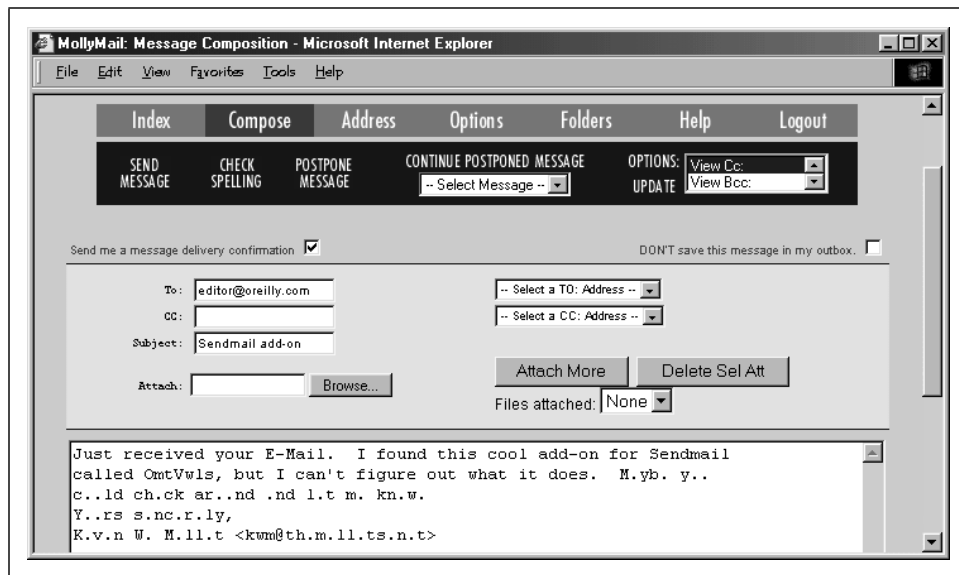 MollyMail: Message Composition - Microsoft Internet Explorer
File Edit View Favorites Tools Help
Index Compose Address Options Folders Help Logout
SEND MESSAGE
CHECK SPELLING
POSTPONE MESSAGE
CONTINUE POSTPONED MESSAGE
-- Select Message --
OPTIONS:
UPDATE
View Cc:
View Bcc:
Send me a message delivery confirmation
DON'T save this message in my outbox.
To: editor@oreilly.com
-- Select a TO: Address --
CC:
-- Select a CC: Address --
Subject: Sendmail add-on
Attach: Browse...
Attach More Delete Sel Att
Files attached: None
Just received your E-Mail. I found this cool add-on for Sendmail
called OmtVwls, but I can't figure out what it does. M.yb. y..
c..ld ch.ck ar..nd .nd l.t m. kn.w.
Y..rs s.nc.r.ly,
K.v.n W. M.ll.t <kwm@th.m.ll.ts.n.t>